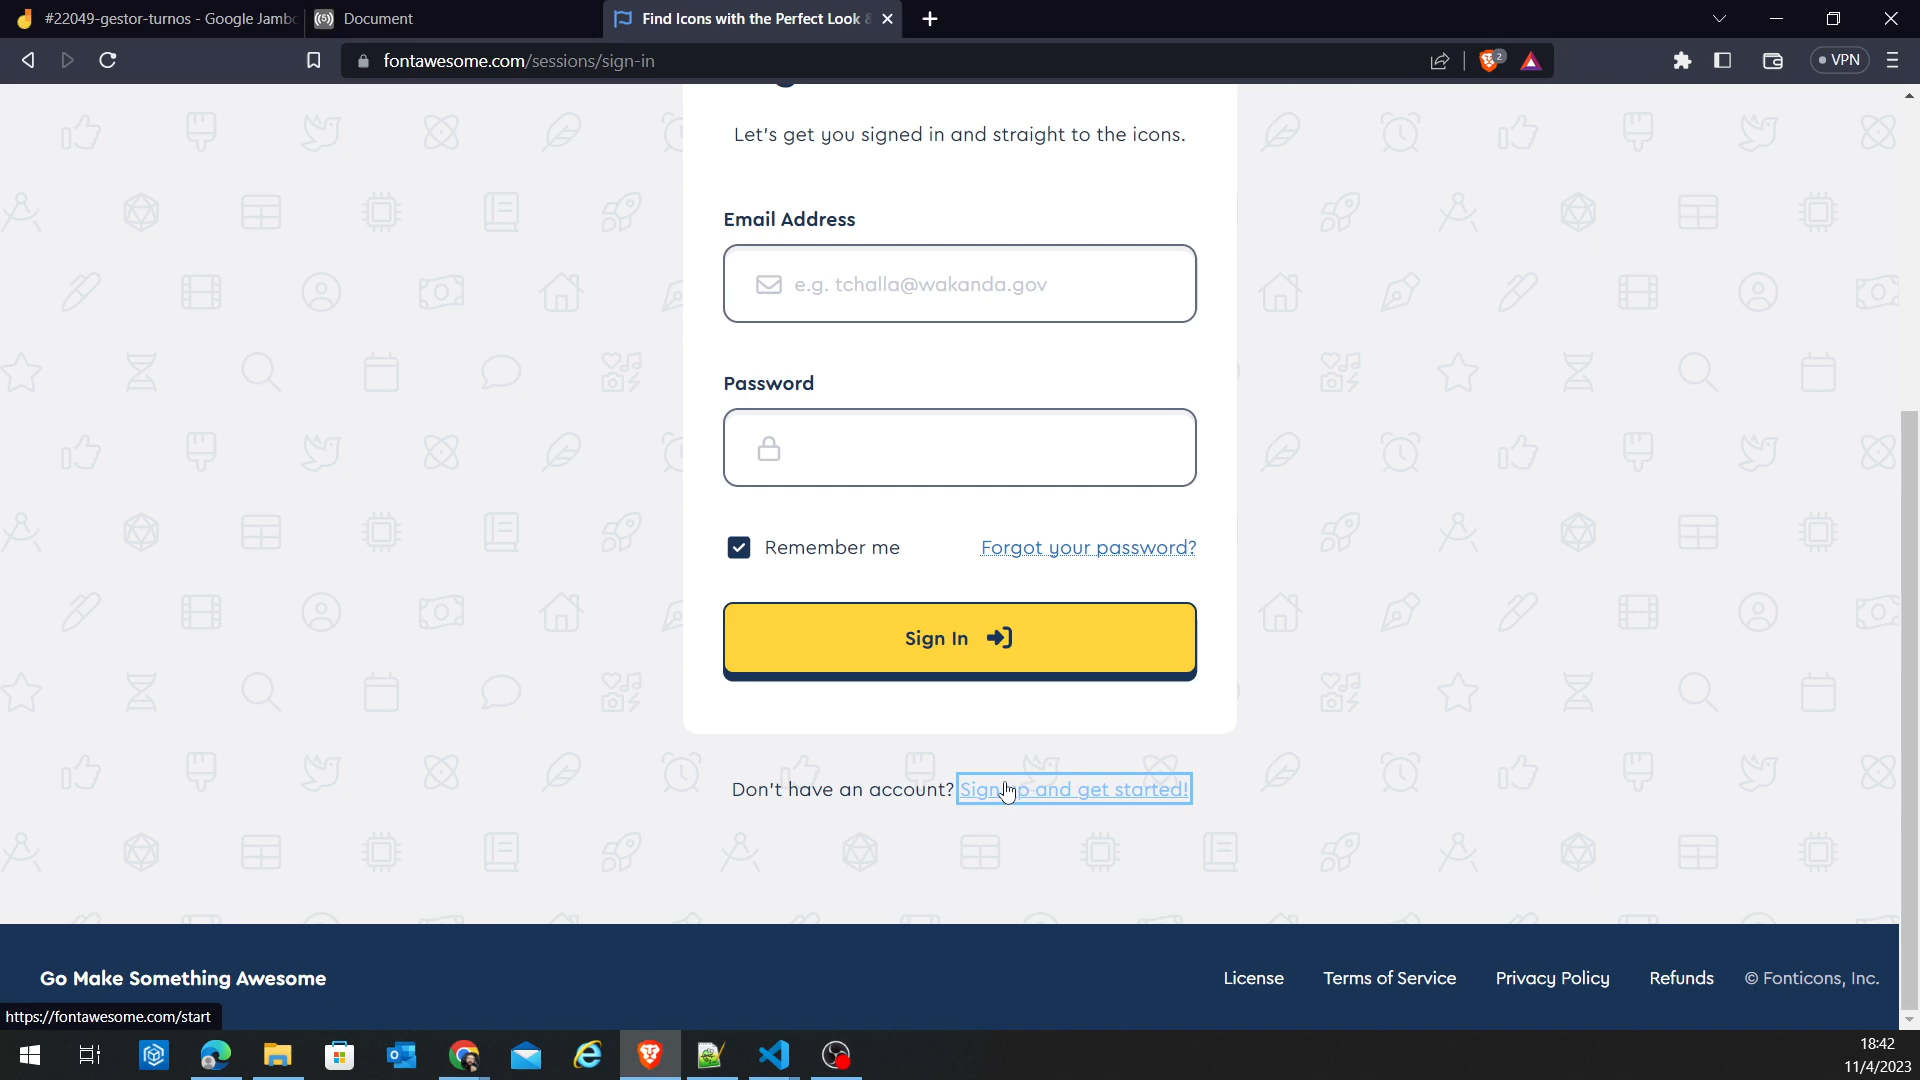 #22049-gestor-turnos - Google Jambo
Document
Find Icons with the Perfect Look &
fontawesome.com/sessions/sign-in
2
VPN
Let's get you signed in and straight to the icons.
Email Address
e.g. tchalla@wakanda.gov
Password
Remember me
Forgot your password?
Sign In
Don't have an account? Sign up and get started!
Go Make Something Awesome
License
Terms of Service
Privacy Policy
Refunds
© Fonticons, Inc.
https://fontawesome.com/start
18:42
11/4/2023